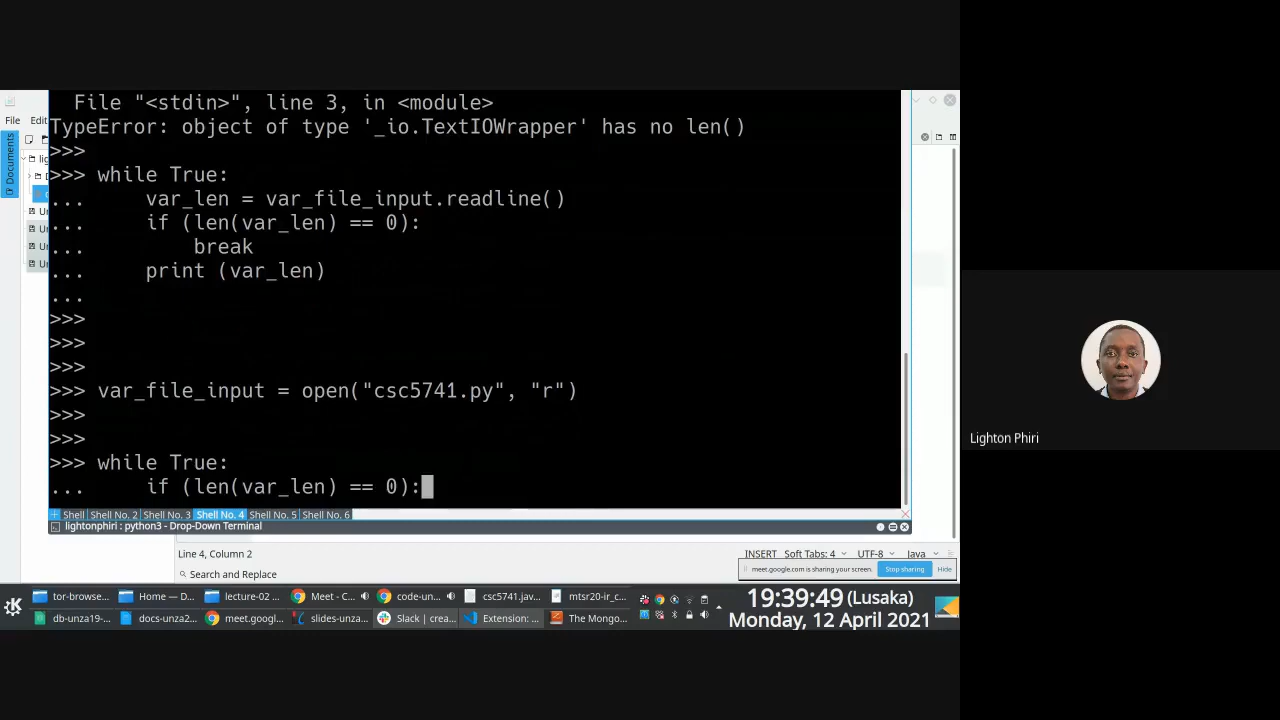 File "<stdin>", line 3, in <module>
TypeError: object of type '_io.TextIOWrapper' has no len()
>>>
>>> while True:
...     var_len = var_file_input.readline()
...     if (len(var_len) == 0):
...         break
...     print (var_len)
...
>>>
>>>
>>>
>>> var_file_input = open("csc5741.py", "r")
>>>
>>>
>>> while True:
...     if (len(var_len) == 0):
File Edit
Documents
Shell Shell No. 2 Shell No. 3 Shell No. 4 Shell No. 5 Shell No. 6
lightonphiri : python3 - Drop-Down Terminal
Line 4, Column 2 INSERT Soft Tabs: 4 UTF-8 Java
Search and Replace
meet.google.com is sharing your screen. Stop sharing Hide
tor-browse... Home — D... lecture-02 ... Meet - C... code-un... csc5741.jav... mtsr20-ir_c...
db-unza19-... docs-unza2... meet.googl... slides-unza... Slack | crea... Extension: ... The Mongo...
19:39:49 (Lusaka)
Monday, 12 April 2021
Lighton Phiri